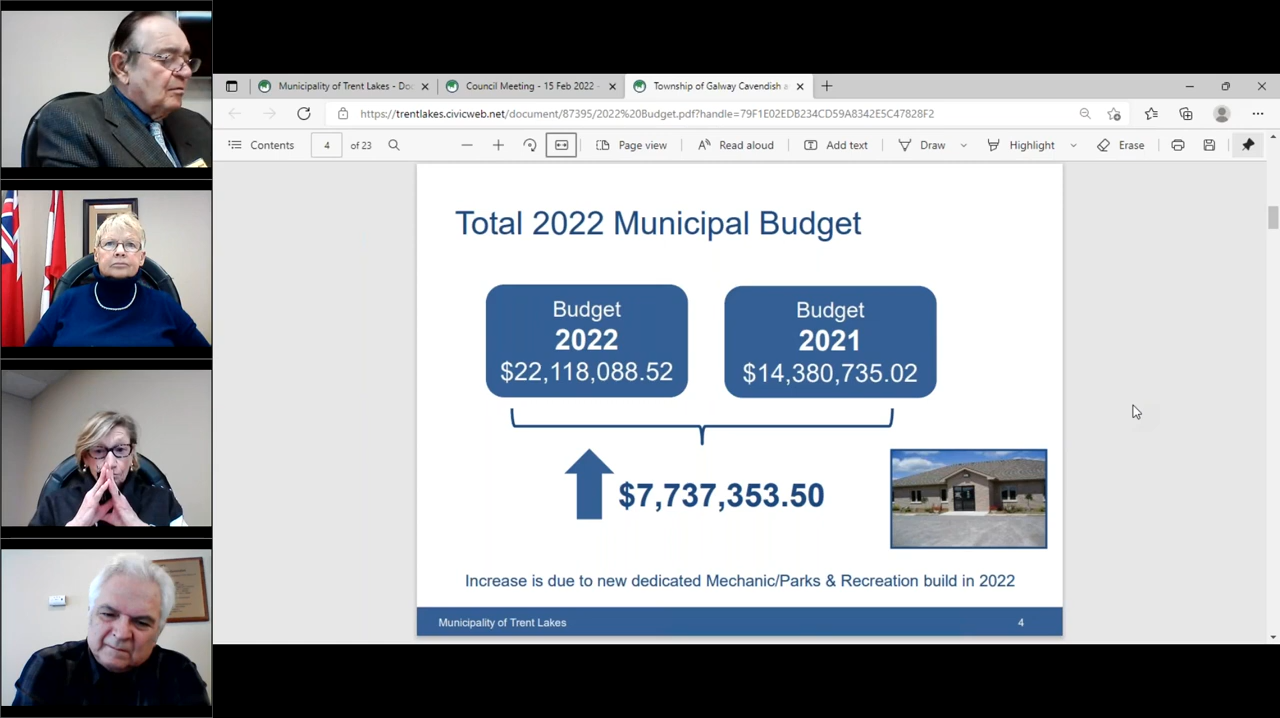 Municipality of Trent Lakes - Doc
Council Meeting - 15 Feb 2022 -
Township of Galway Cavendish a
https://trentlakes.civicweb.net/document/87395/2022%20Budget.pdf?handle=79F1E02EDB234CD59A8342E5C47828F2
Contents
4
of 23
Page view
Read aloud
Add text
Draw
Highlight
Erase
Total 2022 Municipal Budget
Budget
2022
$22,118,088.52
Budget
2021
$14,380,735.02
$7,737,353.50
Increase is due to new dedicated Mechanic/Parks & Recreation build in 2022
Municipality of Trent Lakes
4